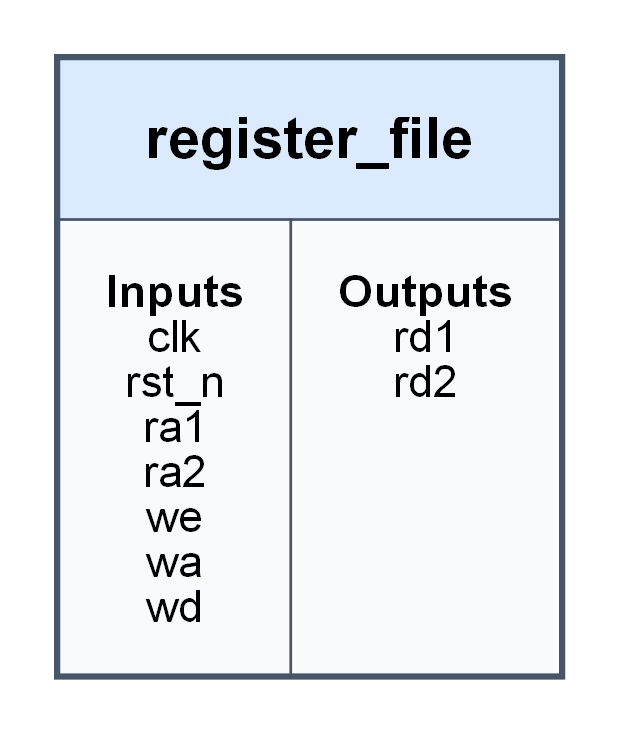 register_file
Inputs
clk
rst_n
ra1
ra2
we
wa
wd
Outputs
rd1
rd2